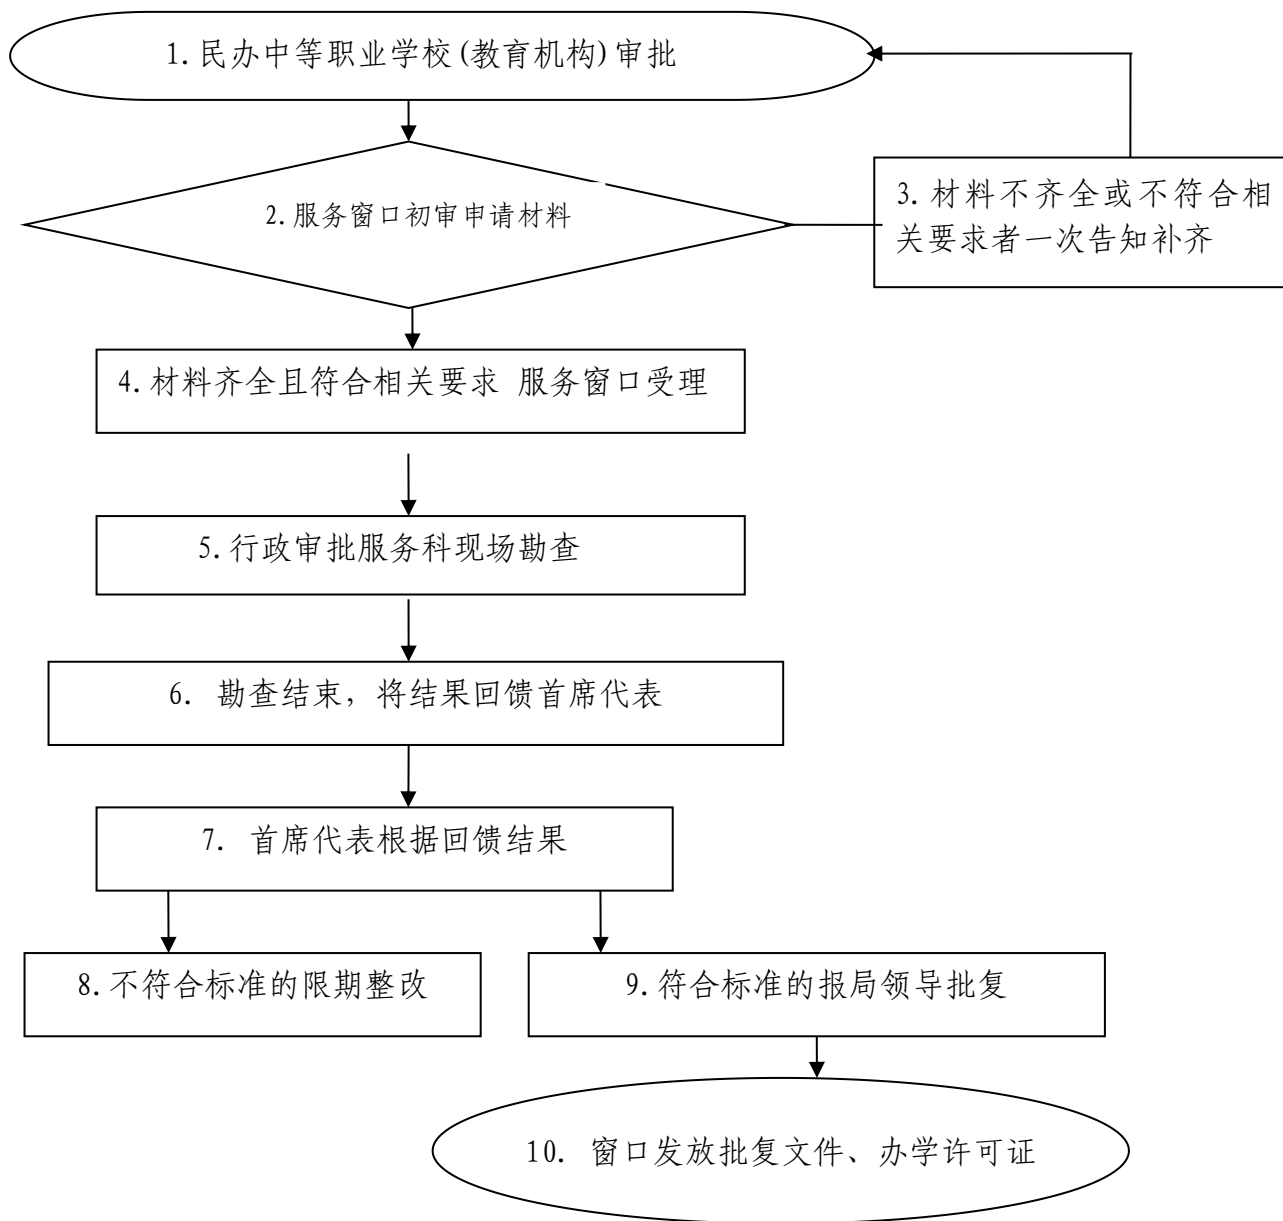 1.民办中等职业学校(教育机构)审批
2.服务窗口初审申请材料
3.材料不齐全或不符合相
关要求者一次告知补齐
4.材料齐全且符合相关要求 服务窗口受理
5.行政审批服务科现场勘查
6. 勘查结束，将结果回馈首席代表
7. 首席代表根据回馈结果
8.不符合标准的限期整改
9.符合标准的报局领导批复
10. 窗口发放批复文件、办学许可证